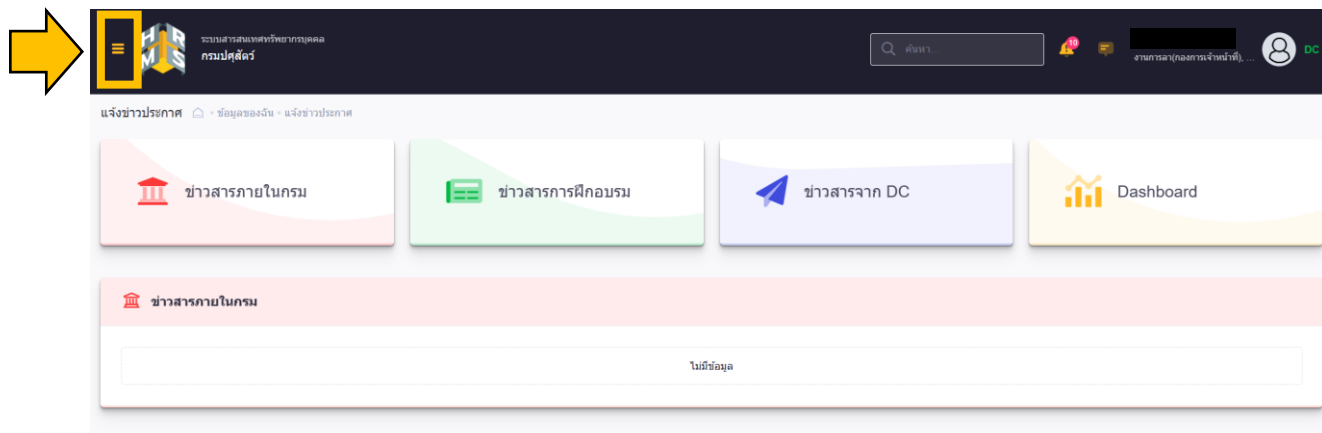 HR
MS
ระบบสารสนเทศทรัพยากรบุคคล
กรมปศุสัตว์
ค้นหา...
10
งานการลา(กองการเจ้าหน้าที่), ...
DC
แจ้งข่าวประกาศ - ข้อมูลของฉัน - แจ้งข่าวประกาศ
ข่าวสารภายในกรม
ข่าวสารการฝึกอบรม
ข่าวสารจาก DC
Dashboard
ข่าวสารภายในกรม
ไม่มีข้อมูล